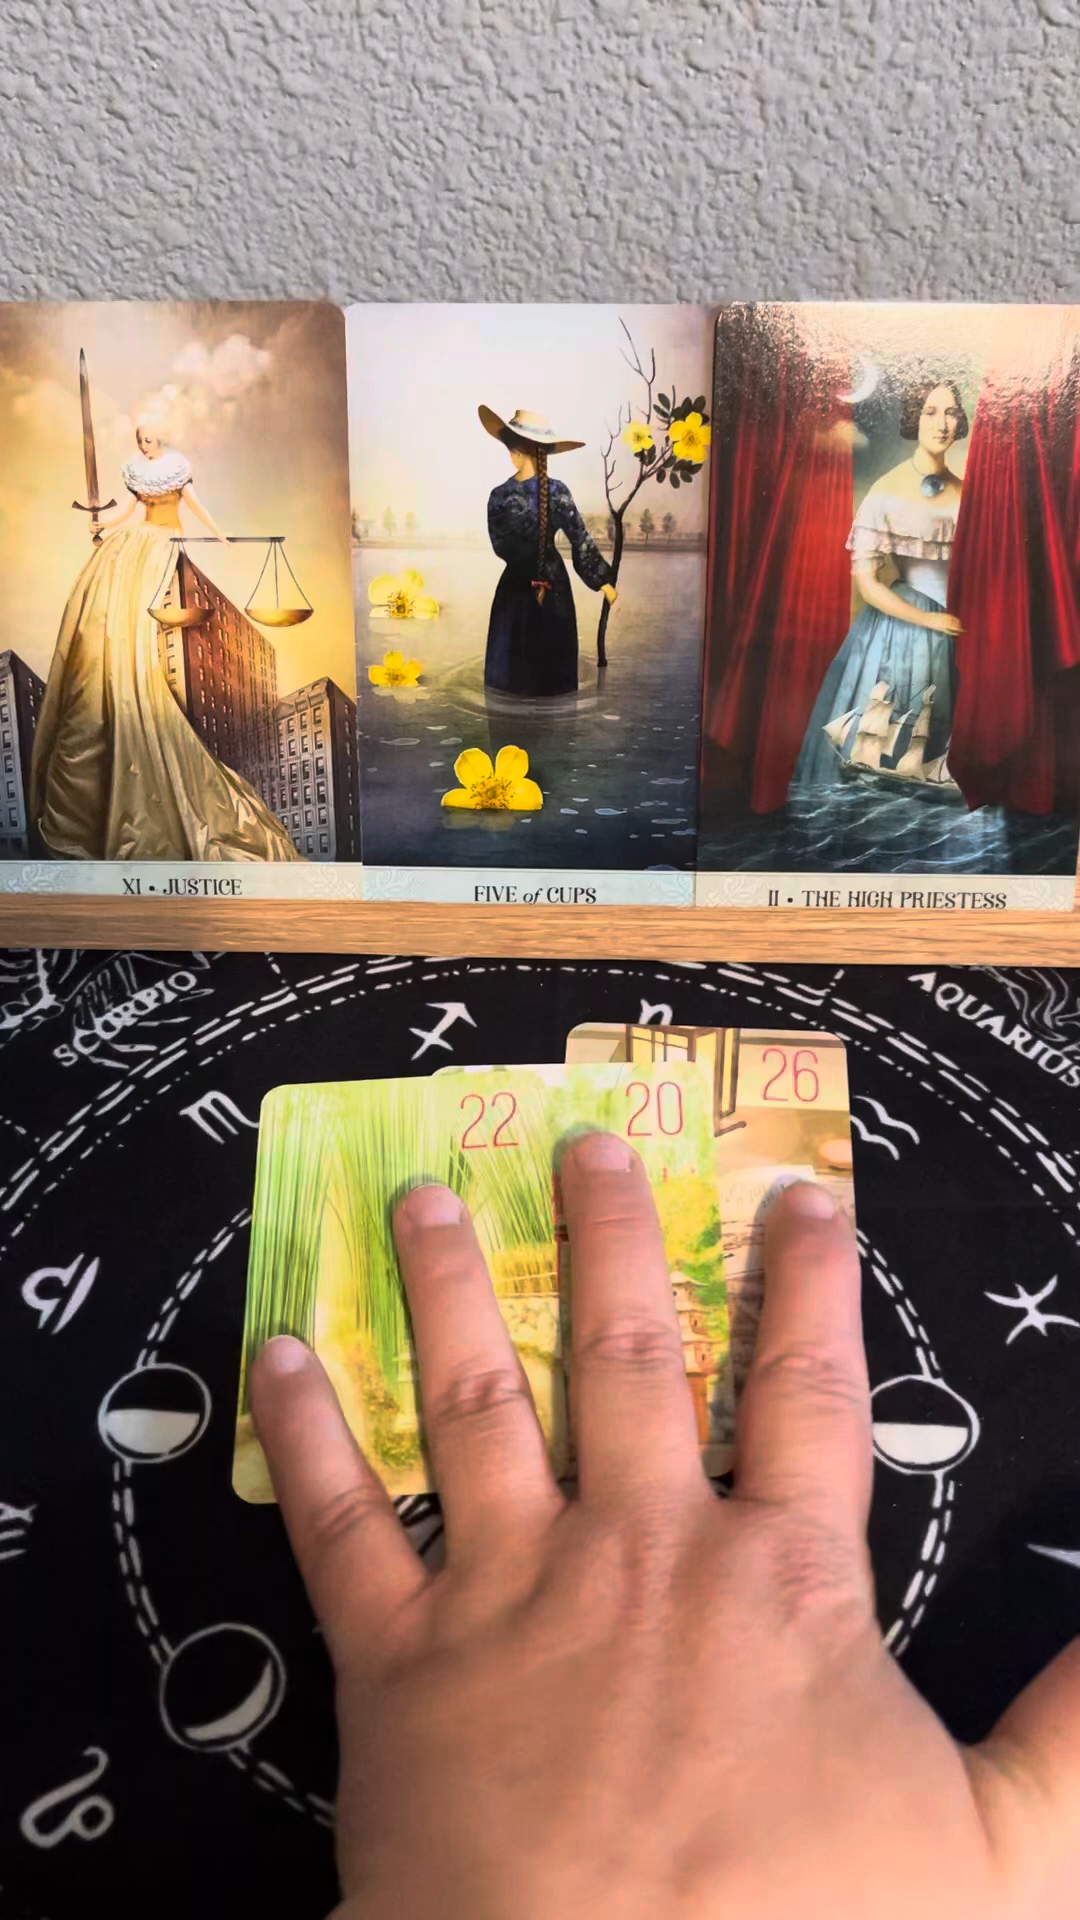 XI • JUSTICE
FIVE of CUPS
II • THE HIGH PRIESTESS
SCORPIO
AQUARIUS
22
20
26